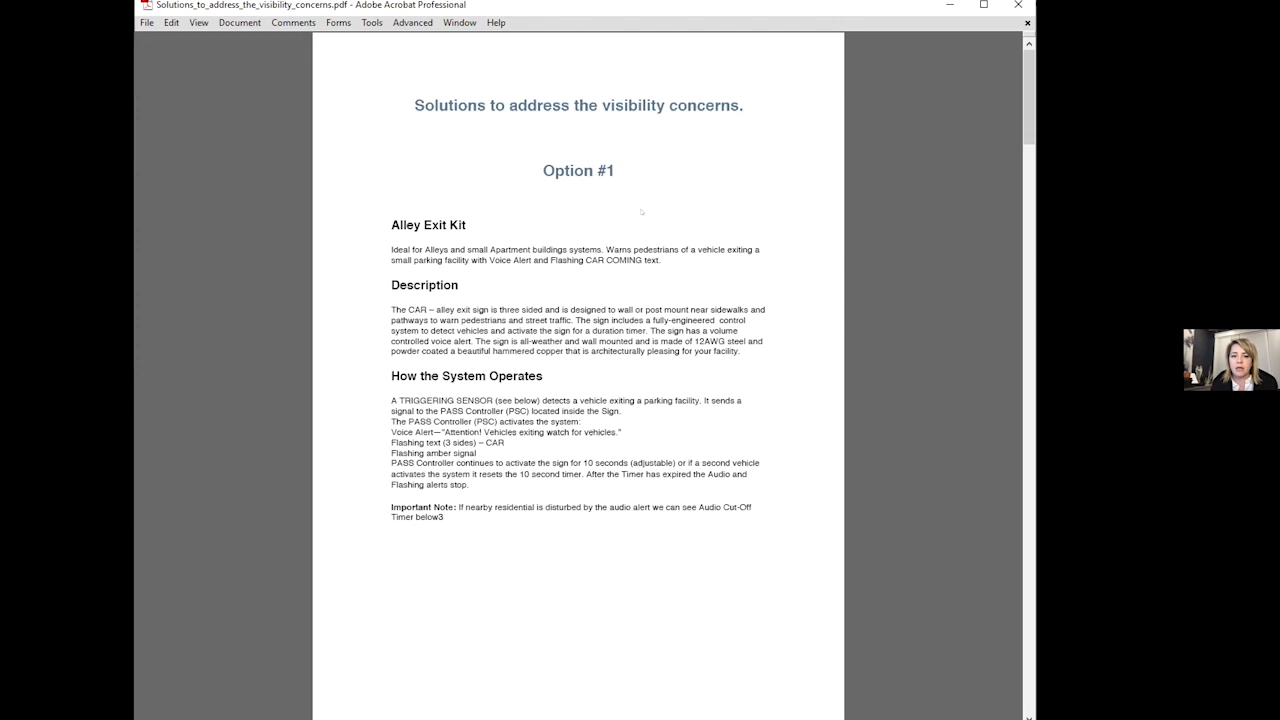 Solutions_to_address_the_visibility_concerns.pdf - Adobe Acrobat Professional
File Edit View Document Comments Forms Tools Advanced Window Help
Solutions to address the visibility concerns.
Option #1
Alley Exit Kit
Ideal for Alleys and small Apartment buildings systems. Warns pedestrians of a vehicle exiting a
small parking facility with Voice Alert and Flashing CAR COMING text.
Description
The CAR – alley exit sign is three sided and is designed to wall or post mount near sidewalks and
pathways to warn pedestrians and street traffic. The sign includes a fully-engineered control
system to detect vehicles and activate the sign for a duration timer. The sign has a volume
controlled voice alert. The sign is all-weather and wall mounted and is made of 12AWG steel and
powder coated a beautiful hammered copper that is architecturally pleasing for your facility.
How the System Operates
A TRIGGERING SENSOR (see below) detects a vehicle exiting a parking facility. It sends a
signal to the PASS Controller (PSC) located inside the Sign.
The PASS Controller (PSC) activates the system:
Voice Alert—"Attention! Vehicles exiting watch for vehicles."
Flashing text (3 sides) – CAR
Flashing amber signal
PASS Controller continues to activate the sign for 10 seconds (adjustable) or if a second vehicle
activates the system it resets the 10 second timer. After the Timer has expired the Audio and
Flashing alerts stop.
Important Note: If nearby residential is disturbed by the audio alert we can see Audio Cut-Off
Timer below3